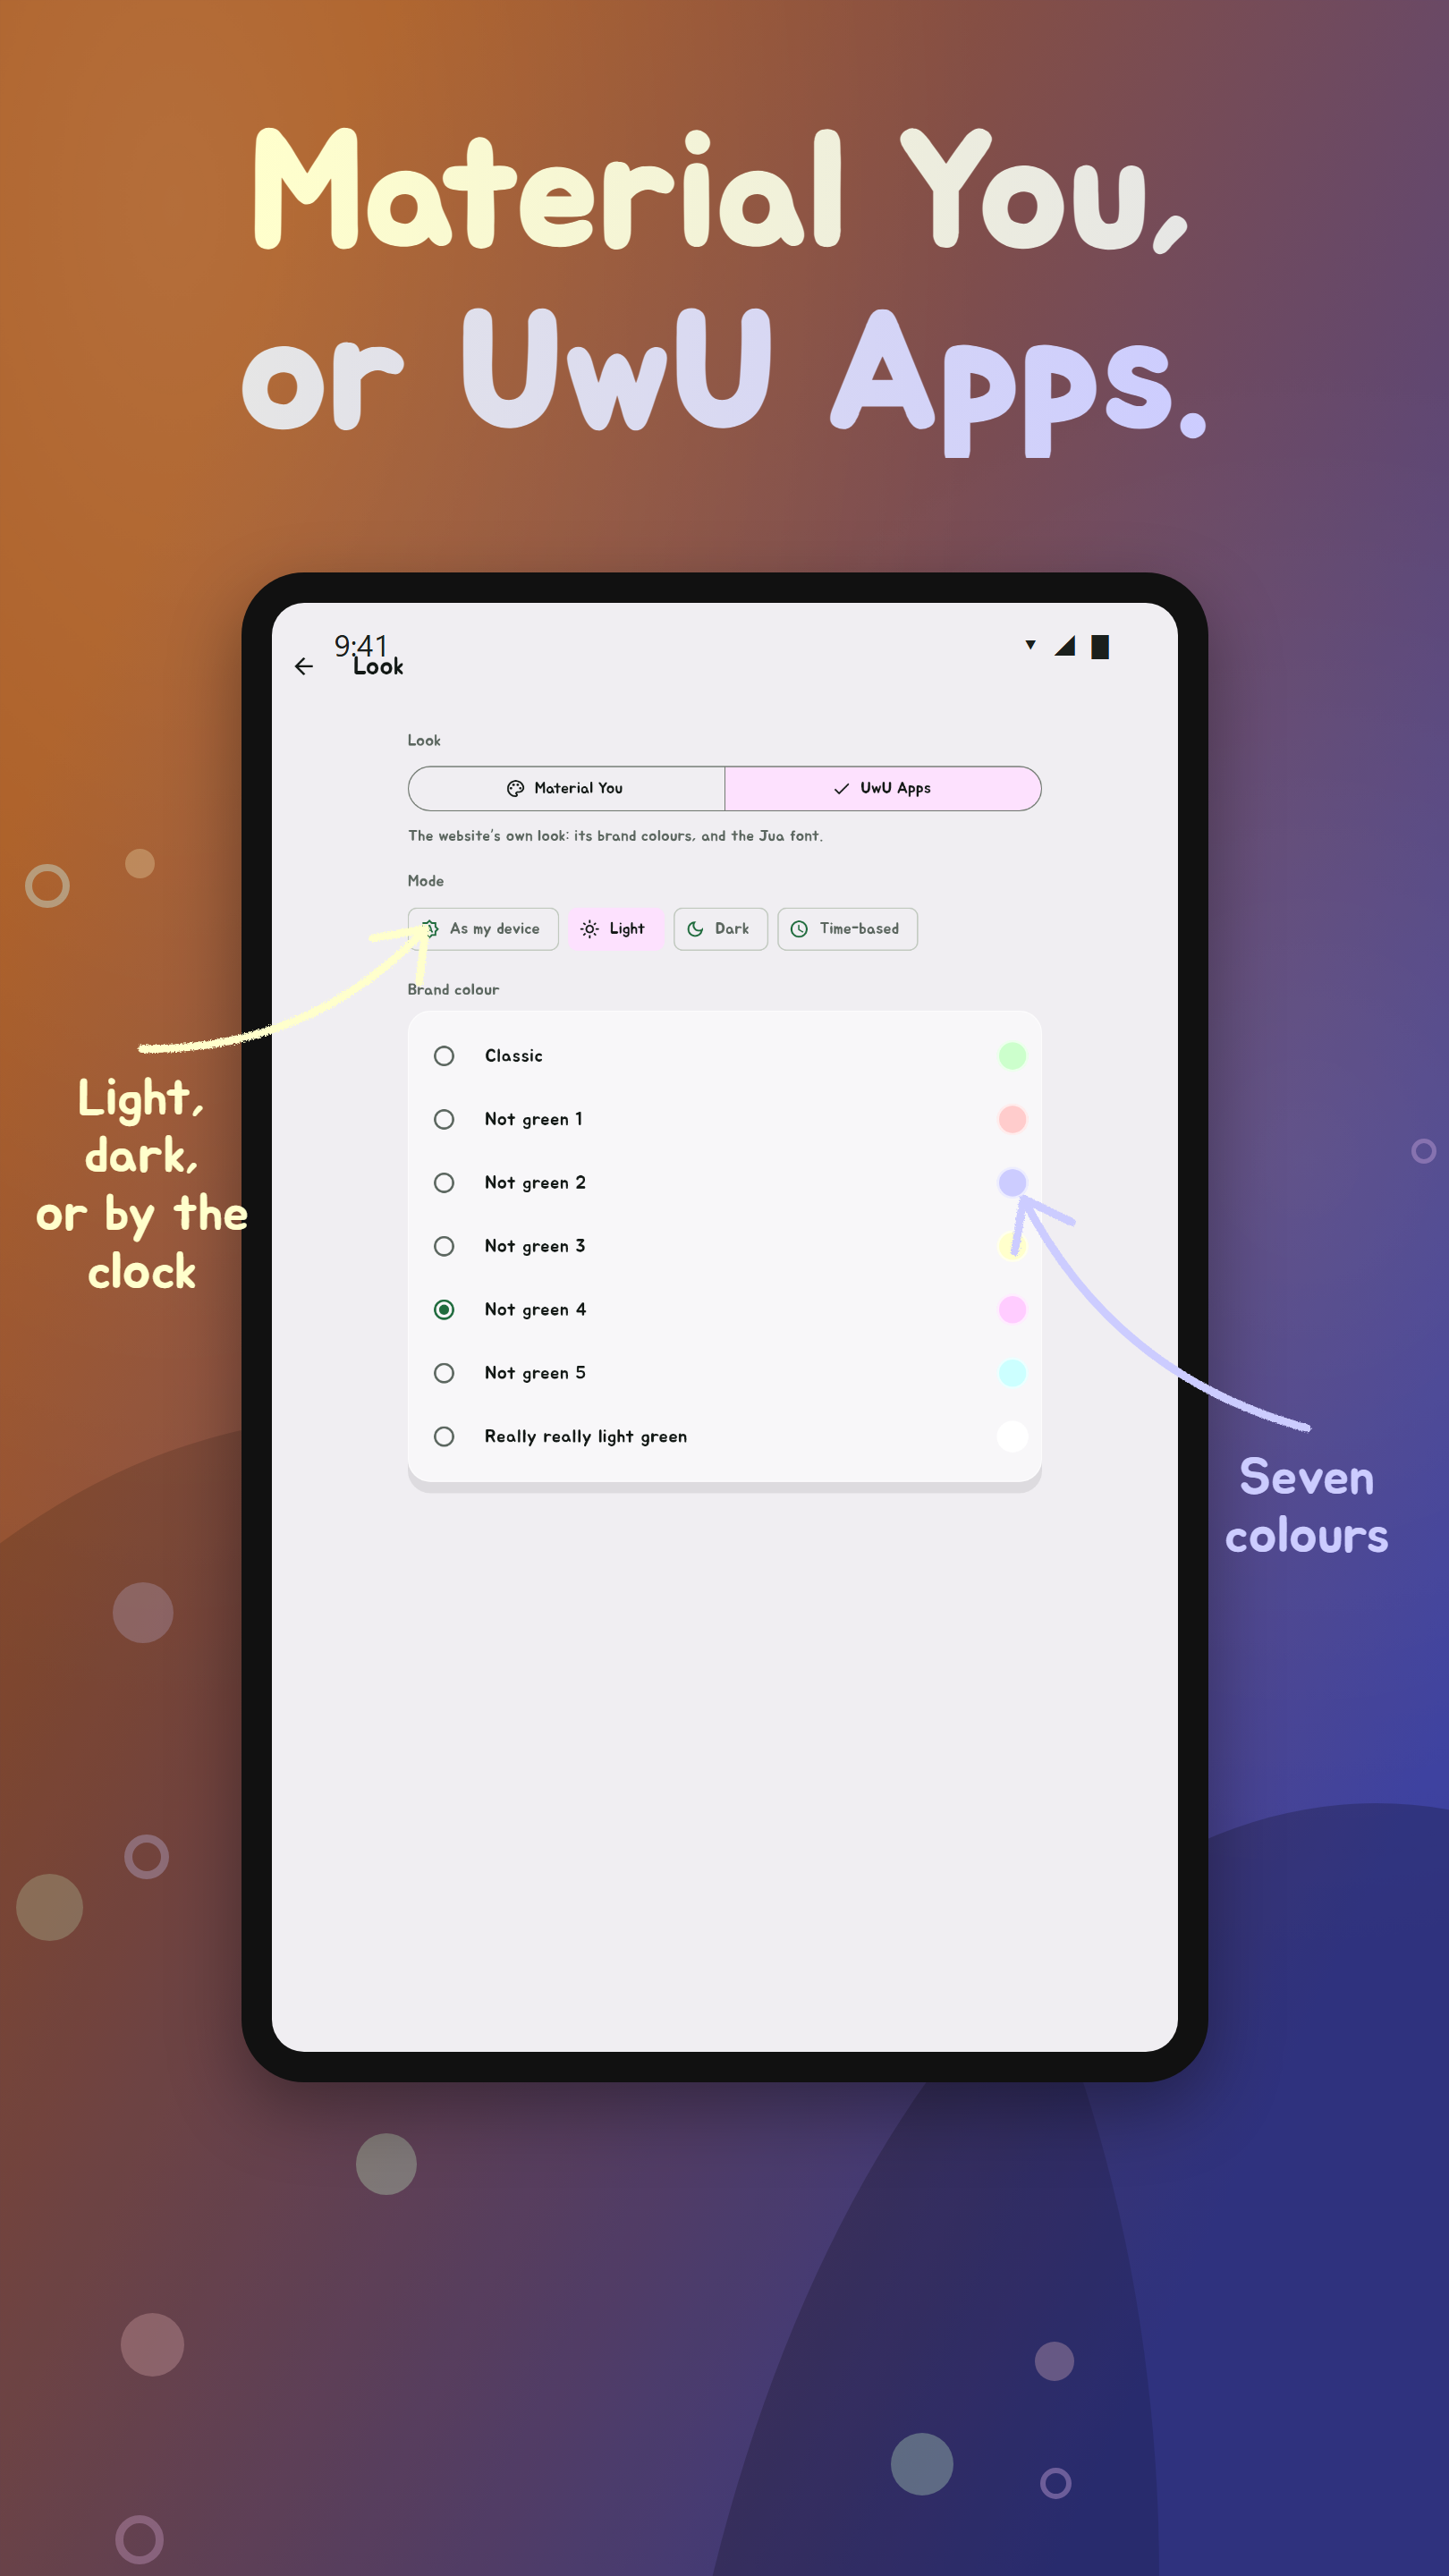 Material You,
or UwU Apps.
9:41
Look
Look
Material You
UwU Apps
The website's own look: its brand colours, and the Jua font.
Mode
As my device
Light
Dark
Time-based
Brand colour
Classic
Not green 1
Not green 2
Not green 3
Not green 4
Not green 5
Really really light green
Light,
dark,
or by the
clock
Seven
colours